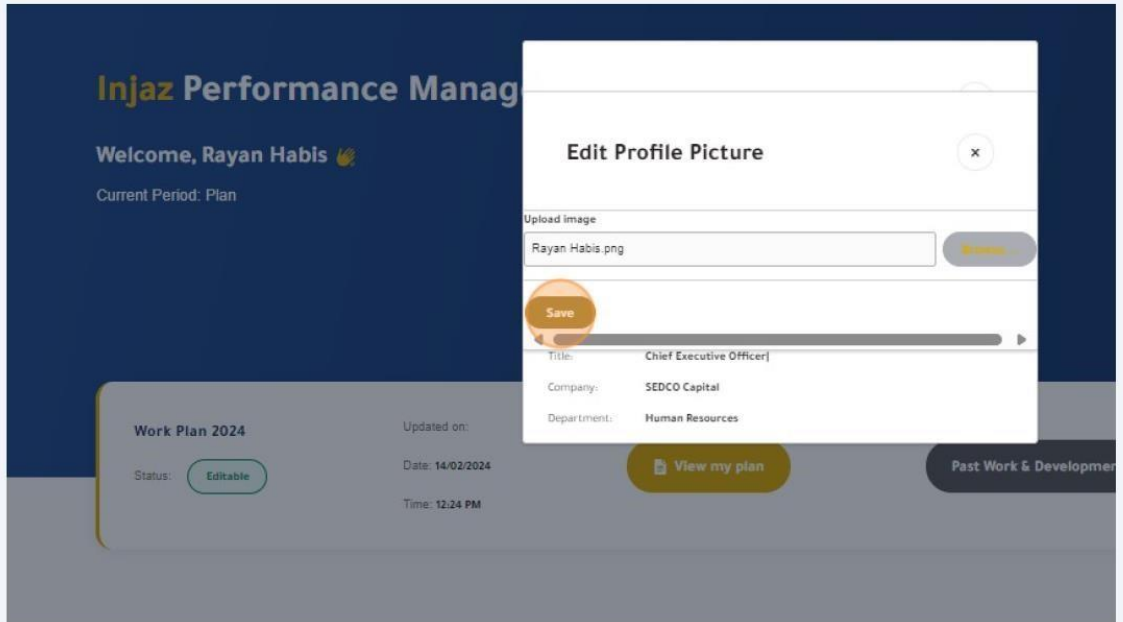 Injaz Performance Manag
Welcome, Rayan Habis 👋
Current Period: Plan
Edit Profile Picture
×
Upload image
Rayan Habis.png
Browse...
Save
Title: Chief Executive Officer|
Company: SEDCO Capital
Department: Human Resources
Work Plan 2024
Status: Editable
Updated on:
Date: 14/02/2024
Time: 12:24 PM
View my plan
Past Work & Developmen